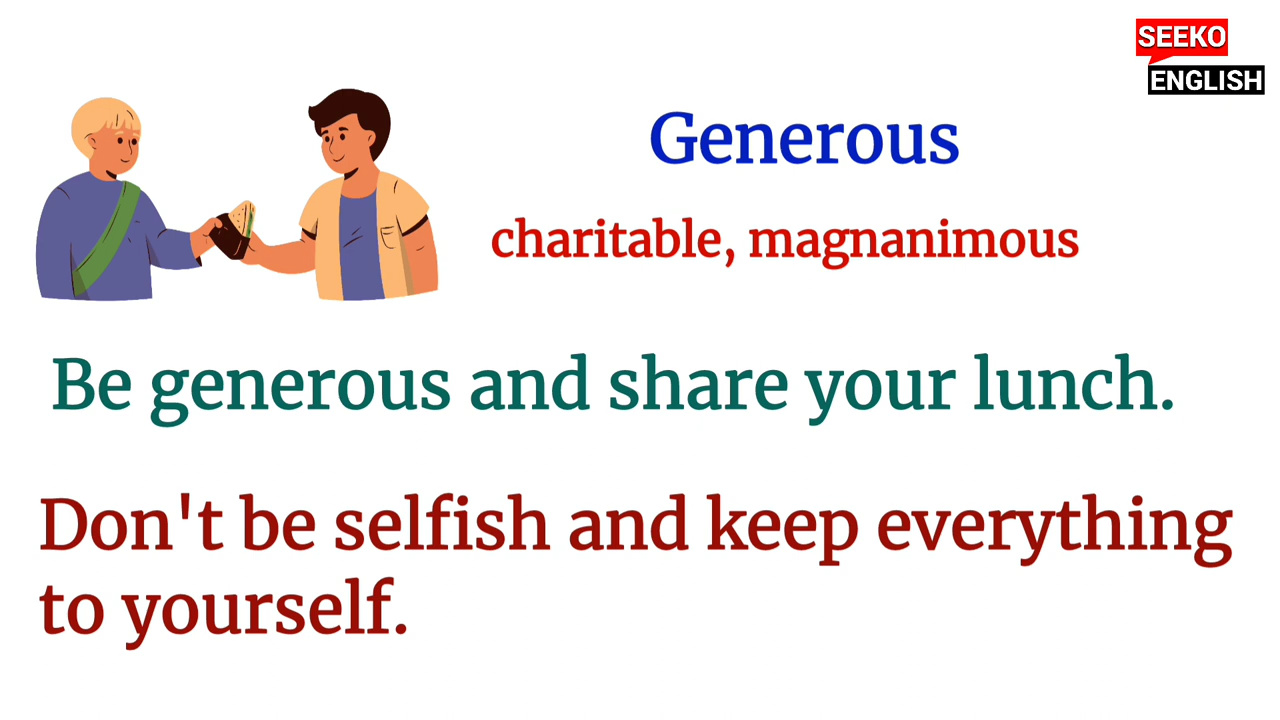 SEEKO
ENGLISH
Generous
charitable, magnanimous
Be generous and share your lunch.
Don't be selfish and keep everything
to yourself.